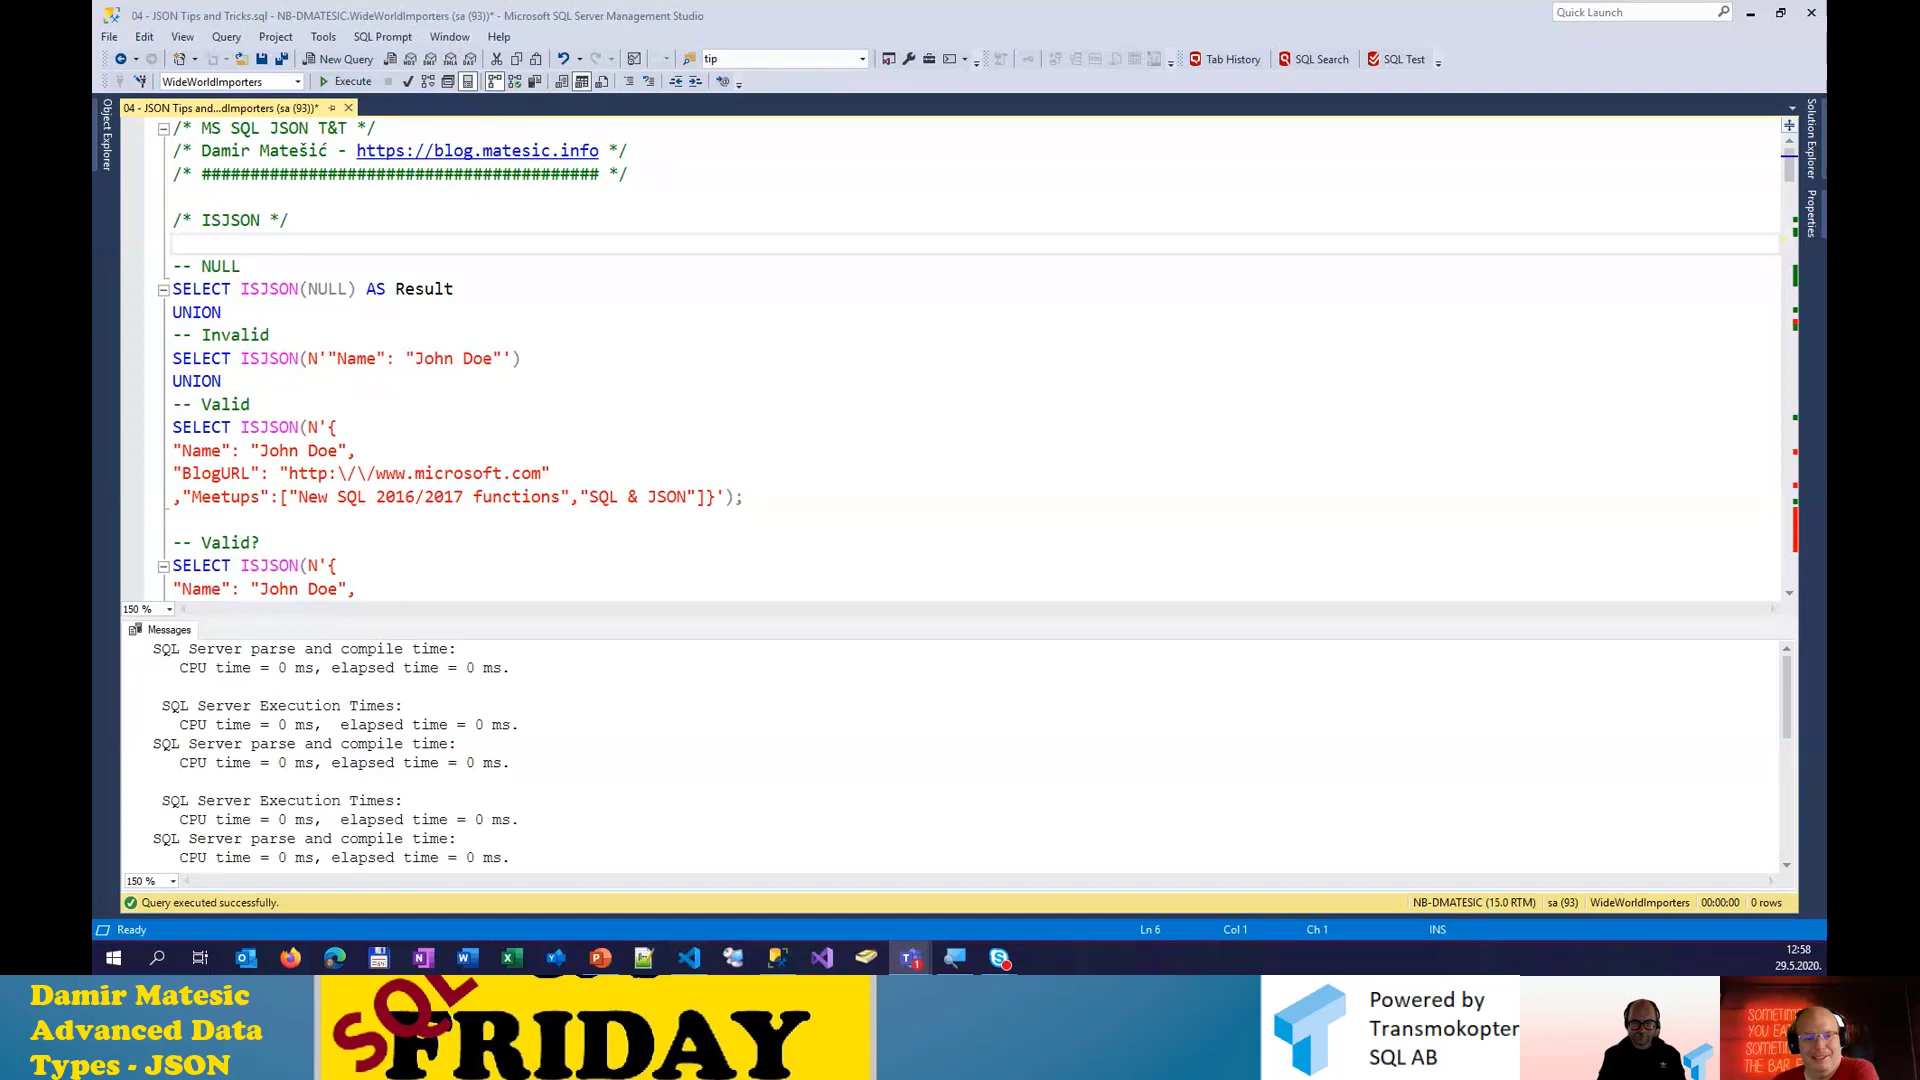 04 - JSON Tips and Tricks.sql - NB-DMATESIC.WideWorldImporters (sa (93))* - Microsoft SQL Server Management Studio
Quick Launch
File Edit View Query Project Tools SQL Prompt Window Help
New Query
tip
Tab History SQL Search SQL Test
WideWorldImporters
Execute
04 - JSON Tips and...dImporters (sa (93))*
Object Explorer
Solution Explorer
Properties
/* MS SQL JSON T&T */
/* Damir Matešić - https://blog.matesic.info */
/* ######################################### */
/* ISJSON */
-- NULL
SELECT ISJSON(NULL) AS Result
UNION
-- Invalid
SELECT ISJSON(N'"Name": "John Doe"')
UNION
-- Valid
SELECT ISJSON(N'{
"Name": "John Doe",
"BlogURL": "http:\/\/www.microsoft.com"
,"Meetups":["New SQL 2016/2017 functions","SQL & JSON"]}');
-- Valid?
SELECT ISJSON(N'{
"Name": "John Doe",
150 %
Messages
SQL Server parse and compile time:
CPU time = 0 ms, elapsed time = 0 ms.
SQL Server Execution Times:
CPU time = 0 ms,  elapsed time = 0 ms.
SQL Server parse and compile time:
CPU time = 0 ms, elapsed time = 0 ms.
SQL Server Execution Times:
CPU time = 0 ms,  elapsed time = 0 ms.
SQL Server parse and compile time:
CPU time = 0 ms, elapsed time = 0 ms.
150 %
Query executed successfully.
NB-DMATESIC (15.0 RTM) sa (93) WideWorldImporters 00:00:00 0 rows
Ready
Ln 6 Col 1 Ch 1 INS
12:58
29.5.2020.
Damir Matesic
Advanced Data
Types - JSON
SQL
FRIDAY
Powered by
Transmokopter
SQL AB
SOMETIM
YOU EA
SOMETIM
THE BAR